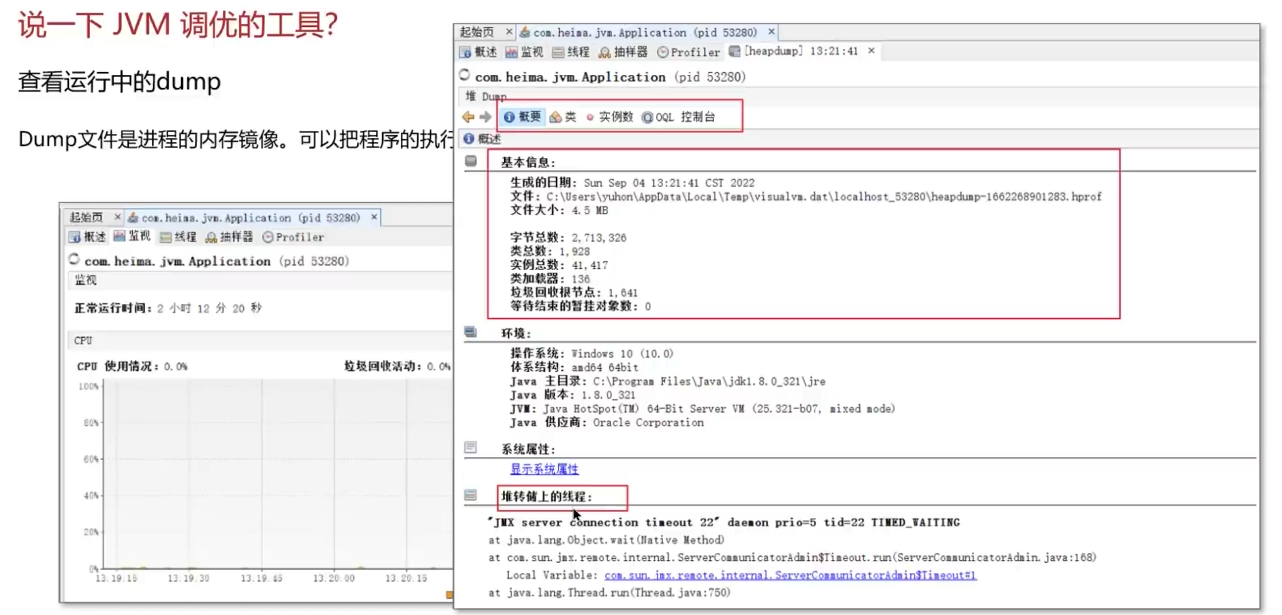 说一下 JVM 调优的工具？
查看运行中的dump
Dump文件是进程的内存镜像。可以把程序的执行
起始页 × com.heima.jvm.Application (pid 53280) ×
概述 监视 线程 抽样器 Profiler
com.heima.jvm.Application (pid 53280)
监视
正常运行时间: 2 小时 12 分 20 秒
CPU
CPU 使用情况: 0.0% 垃圾回收活动: 0.0%
100%
80%
60%
40%
20%
0%
13:19:15 13:19:30 13:19:45 13:20:00 13:20:15
起始页 × com.heima.jvm.Application (pid 53280) ×
概述 监视 线程 抽样器 Profiler [heapdump] 13:21:41 ×
com.heima.jvm.Application (pid 53280)
堆 Dump
概要 类 实例数 OQL 控制台
概述
基本信息:
生成的日期: Sun Sep 04 13:21:41 CST 2022
文件: C:\Users\yuhon\AppData\Local\Temp\visualvm.dat\localhost_53280\heapdump-1662268901283.hprof
文件大小: 4.5 MB
字节总数: 2,713,326
类总数: 1,928
实例总数: 41,417
类加载器: 136
垃圾回收根节点: 1,641
等待结束的暂挂对象数: 0
环境:
操作系统: Windows 10 (10.0)
体系结构: amd64 64bit
Java 主目录: C:\Program Files\Java\jdk1.8.0_321\jre
Java 版本: 1.8.0_321
JVM: Java HotSpot(TM) 64-Bit Server VM (25.321-b07, mixed mode)
Java 供应商: Oracle Corporation
系统属性:
显示系统属性
堆转储上的线程:
"JMX server connection timeout 22" daemon prio=5 tid=22 TIMED_WAITING
at java.lang.Object.wait(Native Method)
at com.sun.jmx.remote.internal.ServerCommunicatorAdmin$Timeout.run(ServerCommunicatorAdmin.java:168)
Local Variable: com.sun.jmx.remote.internal.ServerCommunicatorAdmin$Timeout#1
at java.lang.Thread.run(Thread.java:750)